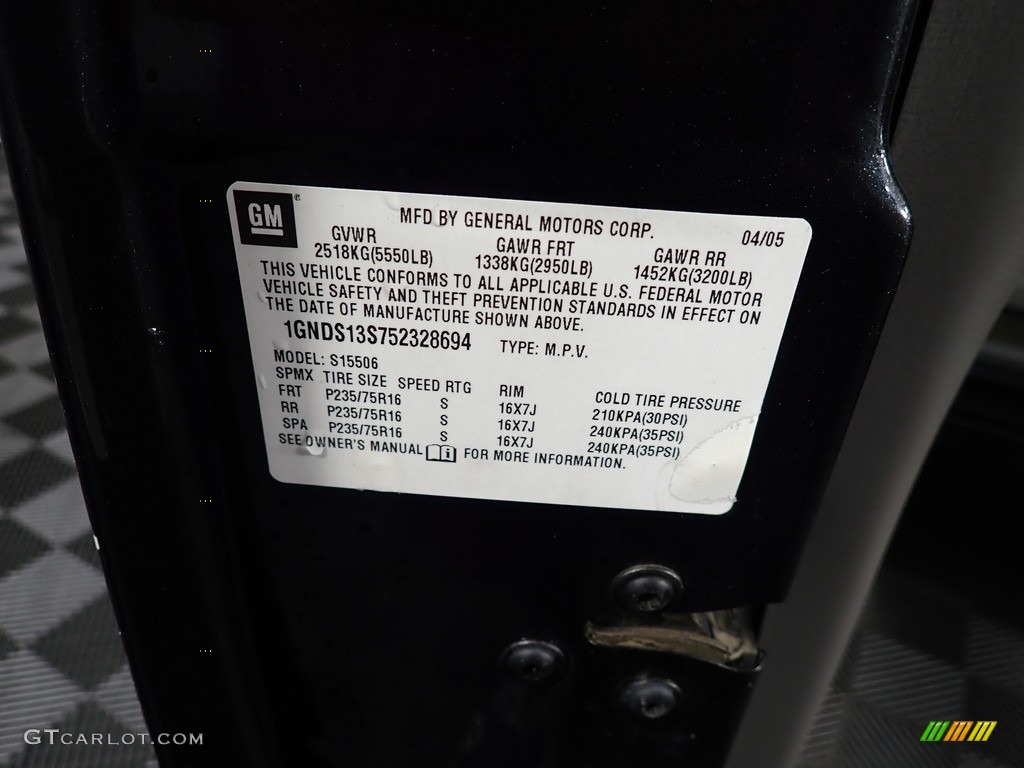 GM ®
MFD BY GENERAL MOTORS CORP. 04/05
GVWR GAWR FRT GAWR RR
2518KG(5550LB) 1338KG(2950LB) 1452KG(3200LB)
THIS VEHICLE CONFORMS TO ALL APPLICABLE U.S. FEDERAL MOTOR
VEHICLE SAFETY AND THEFT PREVENTION STANDARDS IN EFFECT ON
THE DATE OF MANUFACTURE SHOWN ABOVE.
1GNDS13S752328694 TYPE: M.P.V.
MODEL: S15506
SPMX TIRE SIZE SPEED RTG RIM COLD TIRE PRESSURE
FRT P235/75R16 S 16X7J 210KPA(30PSI)
RR P235/75R16 S 16X7J 240KPA(35PSI)
SPA P235/75R16 S 16X7J 240KPA(35PSI)
SEE OWNER'S MANUAL FOR MORE INFORMATION.
GTCARLOT.COM